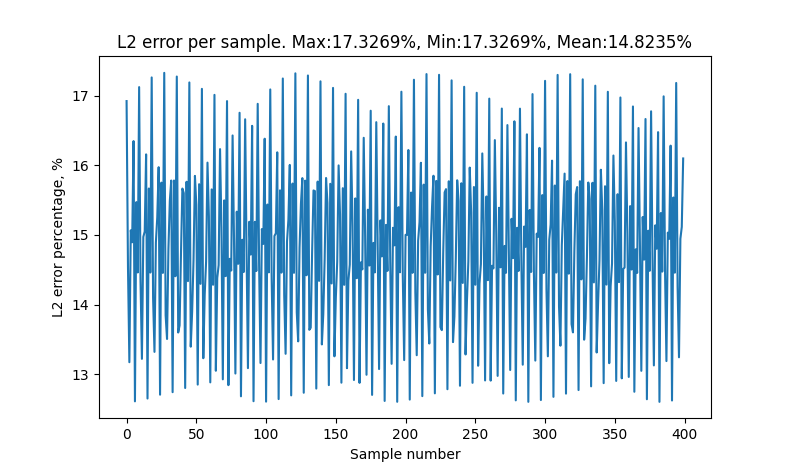 L2 error per sample. Max:17.3269%, Min:17.3269%, Mean:14.8235%
L2 error percentage, %
17
16
15
14
13
0 50 100 150 200 250 300 350 400
Sample number